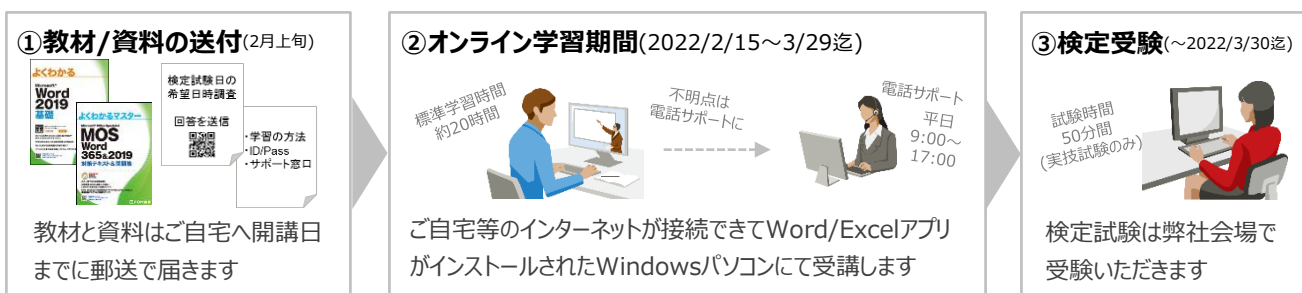 ①教材/資料の送付(2月上旬)
よくわかる
Microsoft
Word
2019
基礎
よくわかるマスター
MOS
Word
365&2019
対策テキスト&問題集
検定試験日の
希望日時調査
回答を送信
・学習の方法
・ID/Pass
・サポート窓口
教材と資料はご自宅へ開講日
までに郵送で届きます
②オンライン学習期間(2022/2/15～3/29迄)
標準学習時間
約20時間
不明点は
電話サポートに
電話サポート
平日
9:00～
17:00
ご自宅等のインターネットが接続できてWord/Excelアプリ
がインストールされたWindowsパソコンにて受講します
③検定受験(～2022/3/30迄)
試験時間
50分間
(実技試験のみ)
検定試験は弊社会場で
受験いただきます